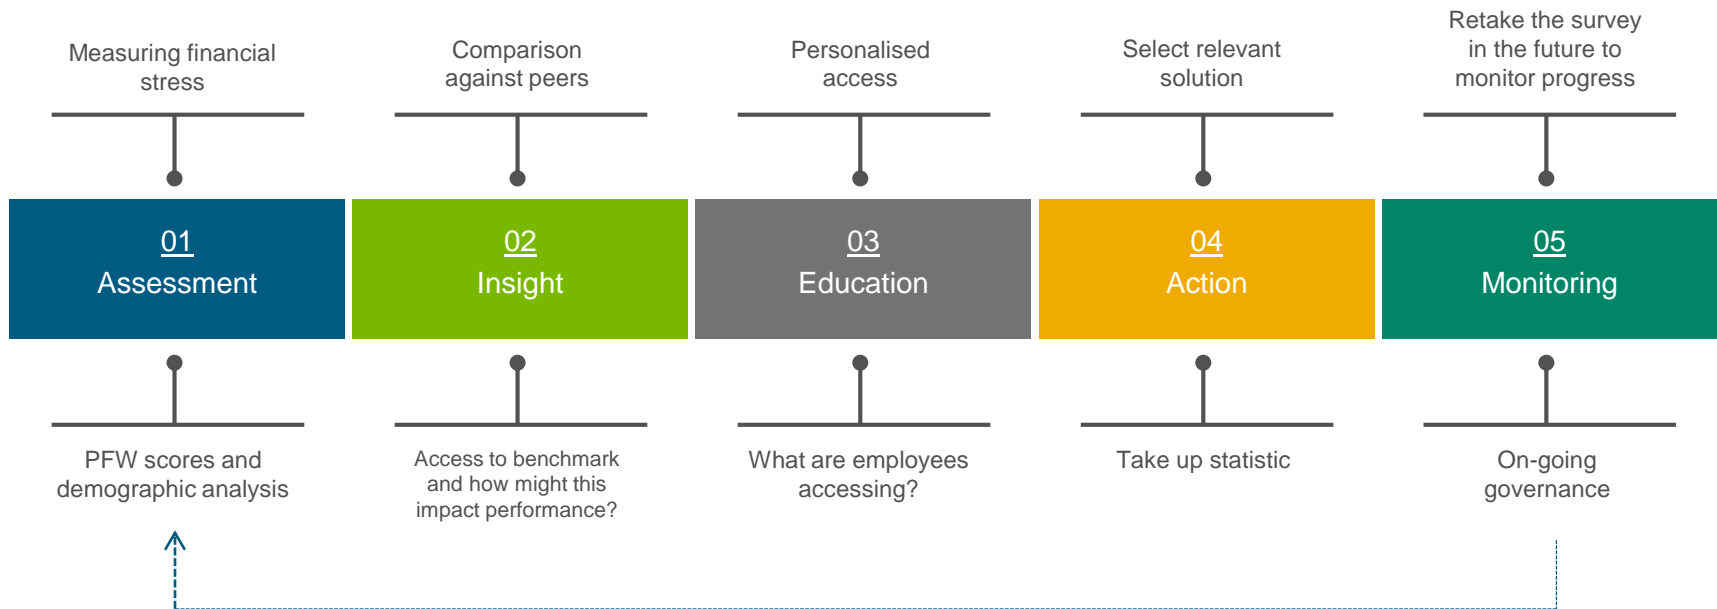 Measuring financial
stress
Comparison
against peers
Personalised
access
Select relevant
solution
Retake the survey
in the future to
monitor progress
01
Assessment
02
Insight
03
Education
04
Action
05
Monitoring
PFW scores and
demographic analysis
Access to benchmark
and how might this
impact performance?
What are employees
accessing?
Take up statistic
On-going
governance